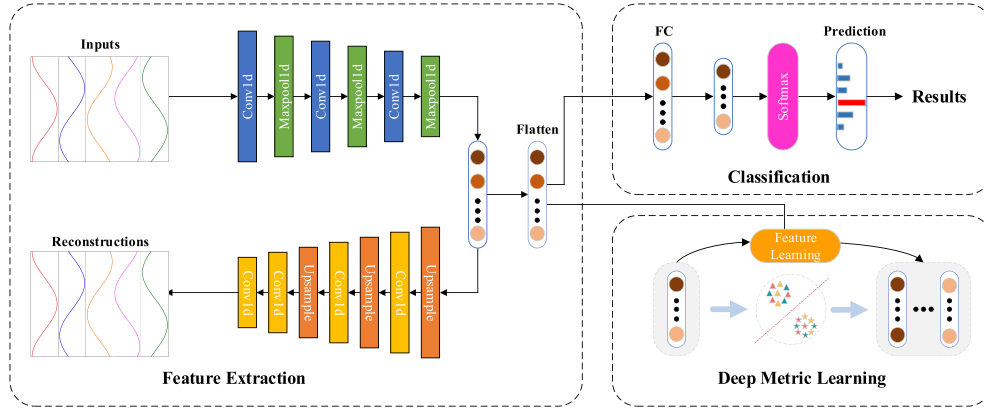 Inputs
Conv1d
Maxpool1d
Conv1d
Maxpool1d
Conv1d
Maxpool1d
Flatten
Reconstructions
Conv1d
Conv1d
Upsample
Conv1d
Upsample
Conv1d
Upsample
Feature Extraction
FC
Softmax
Prediction
Results
Classification
Feature
Learning
Deep Metric Learning